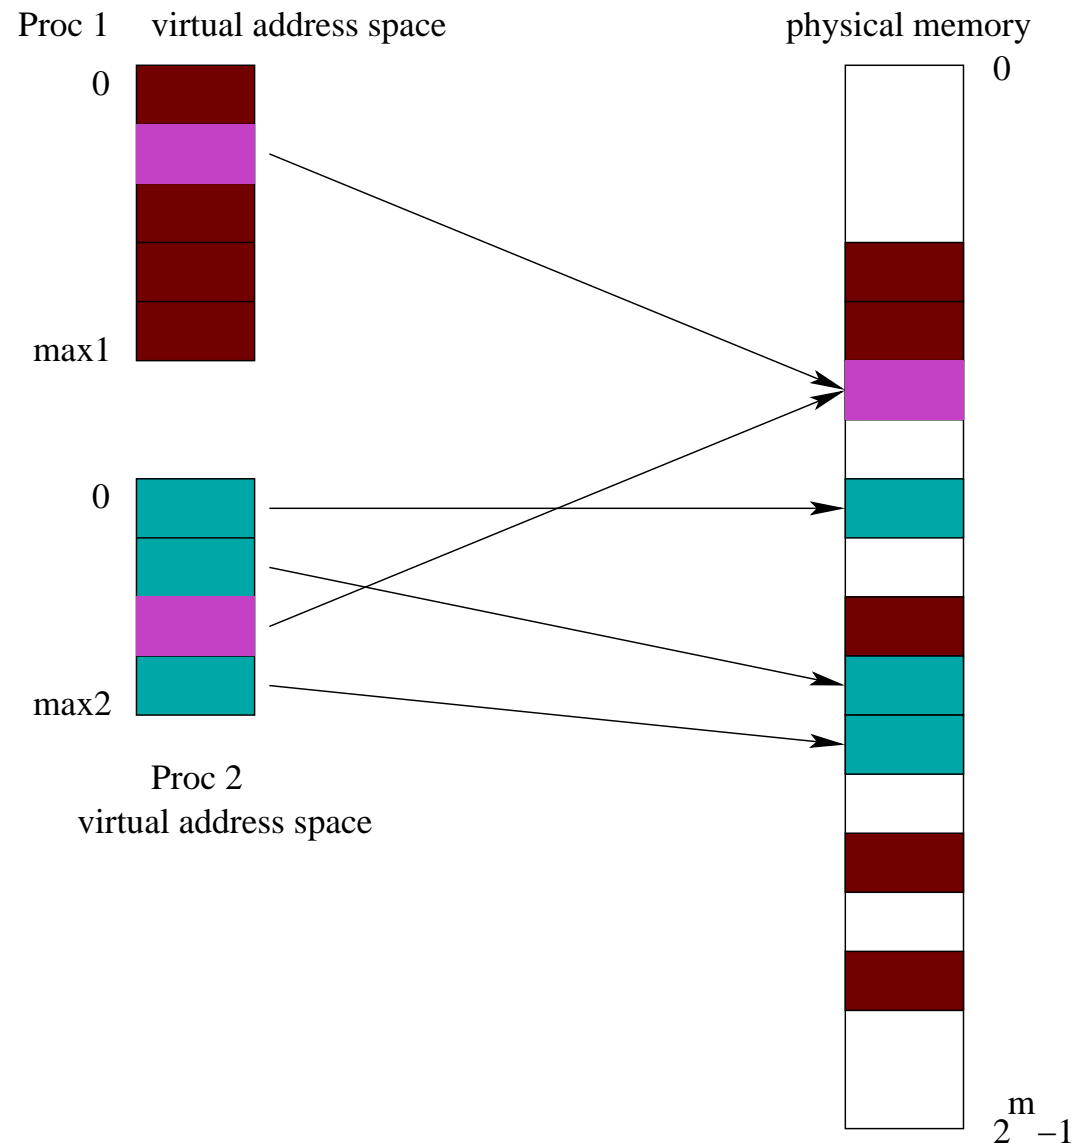 Proc 1 virtual address space
physical memory
0
0
max1
0
max2
Proc 2
virtual address space
2^m −1